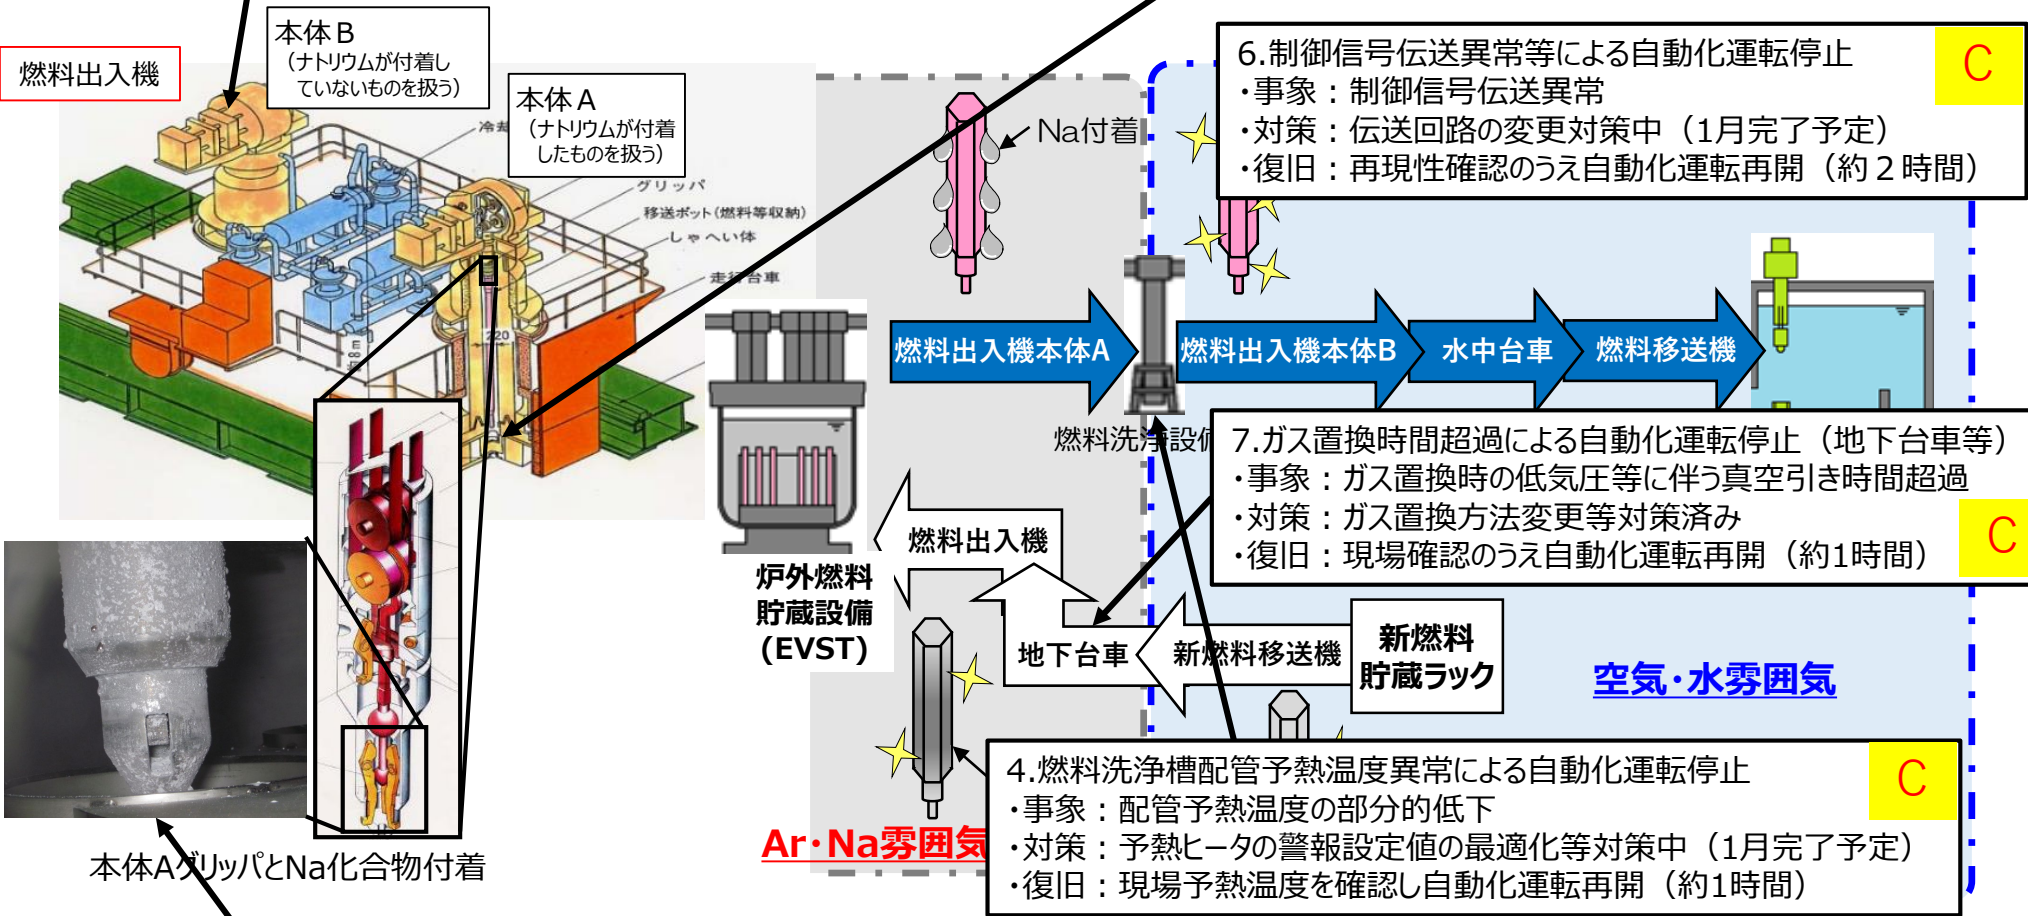 燃料出入機
本体B
(ナトリウムが付着し
ていないものを扱う)
本体A
(ナトリウムが付着
したものを扱う)
グリッパ
移送ポット(燃料等収納)
しゃへい体
走行台車
220
本体AグリッパとNa化合物付着
Na付着
6.制御信号伝送異常等による自動化運転停止
・事象:制御信号伝送異常
・対策:伝送回路の変更対策中(1月完了予定)
・復旧:再現性確認のうえ自動化運転再開(約2時間)
C
燃料出入機本体A
燃料出入機本体B
水中台車
燃料移送機
燃料洗浄設備
7.ガス置換時間超過による自動化運転停止(地下台車等)
・事象:ガス置換時の低気圧等に伴う真空引き時間超過
・対策:ガス置換方法変更等対策済み
・復旧:現場確認のうえ自動化運転再開(約1時間)
C
燃料出入機
炉外燃料
貯蔵設備
(EVST)
地下台車
新燃料移送機
新燃料
貯蔵ラック
空気・水雰囲気
Ar・Na雰囲気
4.燃料洗浄槽配管予熱温度異常による自動化運転停止
・事象:配管予熱温度の部分的低下
・対策:予熱ヒータの警報設定値の最適化等対策中(1月完了予定)
・復旧:現場予熱温度を確認し自動化運転再開(約1時間)
C